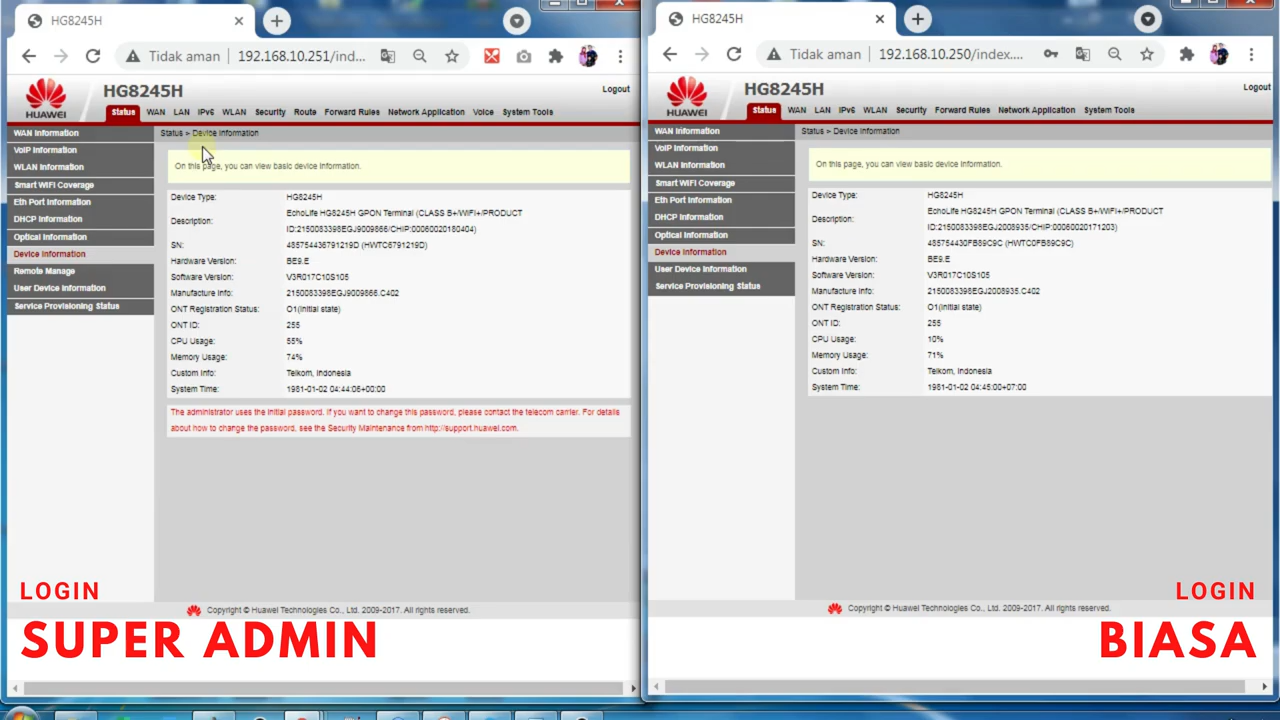 HG8245H
Tidak aman
192.168.10.251/ind...
HUAWEI
HG8245H
Logout
Status WAN LAN IPv6 WLAN Security Route Forward Rules Network Application Voice System Tools
WAN Information
VoIP Information
WLAN Information
Smart WiFi Coverage
Eth Port Information
DHCP Information
Optical Information
Device Information
Remote Manage
User Device Information
Service Provisioning Status
Status > Device Information
On this page, you can view basic device information.
Device Type: HG8245H
Description: EchoLife HG8245H GPON Terminal (CLASS B+/WIFI+/PRODUCT
ID:2150083398EGJ9009866/CHIP:00060020180404)
SN: 485754436791219D (HWTC6791219D)
Hardware Version: BE9.E
Software Version: V3R017C10S105
Manufacture Info: 2150083398EGJ9009866.C402
ONT Registration Status: O1(Initial state)
ONT ID: 255
CPU Usage: 55%
Memory Usage: 74%
Custom Info: Telkom, Indonesia
System Time: 1981-01-02 04:44:06+00:00
The administrator uses the initial password. If you want to change this password, please contact the telecom carrier. For details
about how to change the password, see the Security Maintenance from http://support.huawei.com.
Copyright © Huawei Technologies Co., Ltd. 2009-2017. All rights reserved.
LOGIN
SUPER ADMIN
HG8245H
Tidak aman
192.168.10.250/index....
HUAWEI
HG8245H
Logout
Status WAN LAN IPv6 WLAN Security Forward Rules Network Application System Tools
WAN Information
VoIP Information
WLAN Information
Smart WiFi Coverage
Eth Port Information
DHCP Information
Optical Information
Device Information
User Device Information
Service Provisioning Status
Status > Device Information
On this page, you can view basic device information.
Device Type: HG8245H
Description: EchoLife HG8245H GPON Terminal (CLASS B+/WIFI+/PRODUCT
ID:2150083398EGJ2008935/CHIP:00060020171203)
SN: 485754430FB89C9C (HWTC0FB89C9C)
Hardware Version: BE9.E
Software Version: V3R017C10S105
Manufacture Info: 2150083398EGJ2008935.C402
ONT Registration Status: O1(Initial state)
ONT ID: 255
CPU Usage: 10%
Memory Usage: 71%
Custom Info: Telkom, Indonesia
System Time: 1981-01-02 04:45:00+07:00
Copyright © Huawei Technologies Co., Ltd. 2009-2017. All rights reserved.
LOGIN
BIASA